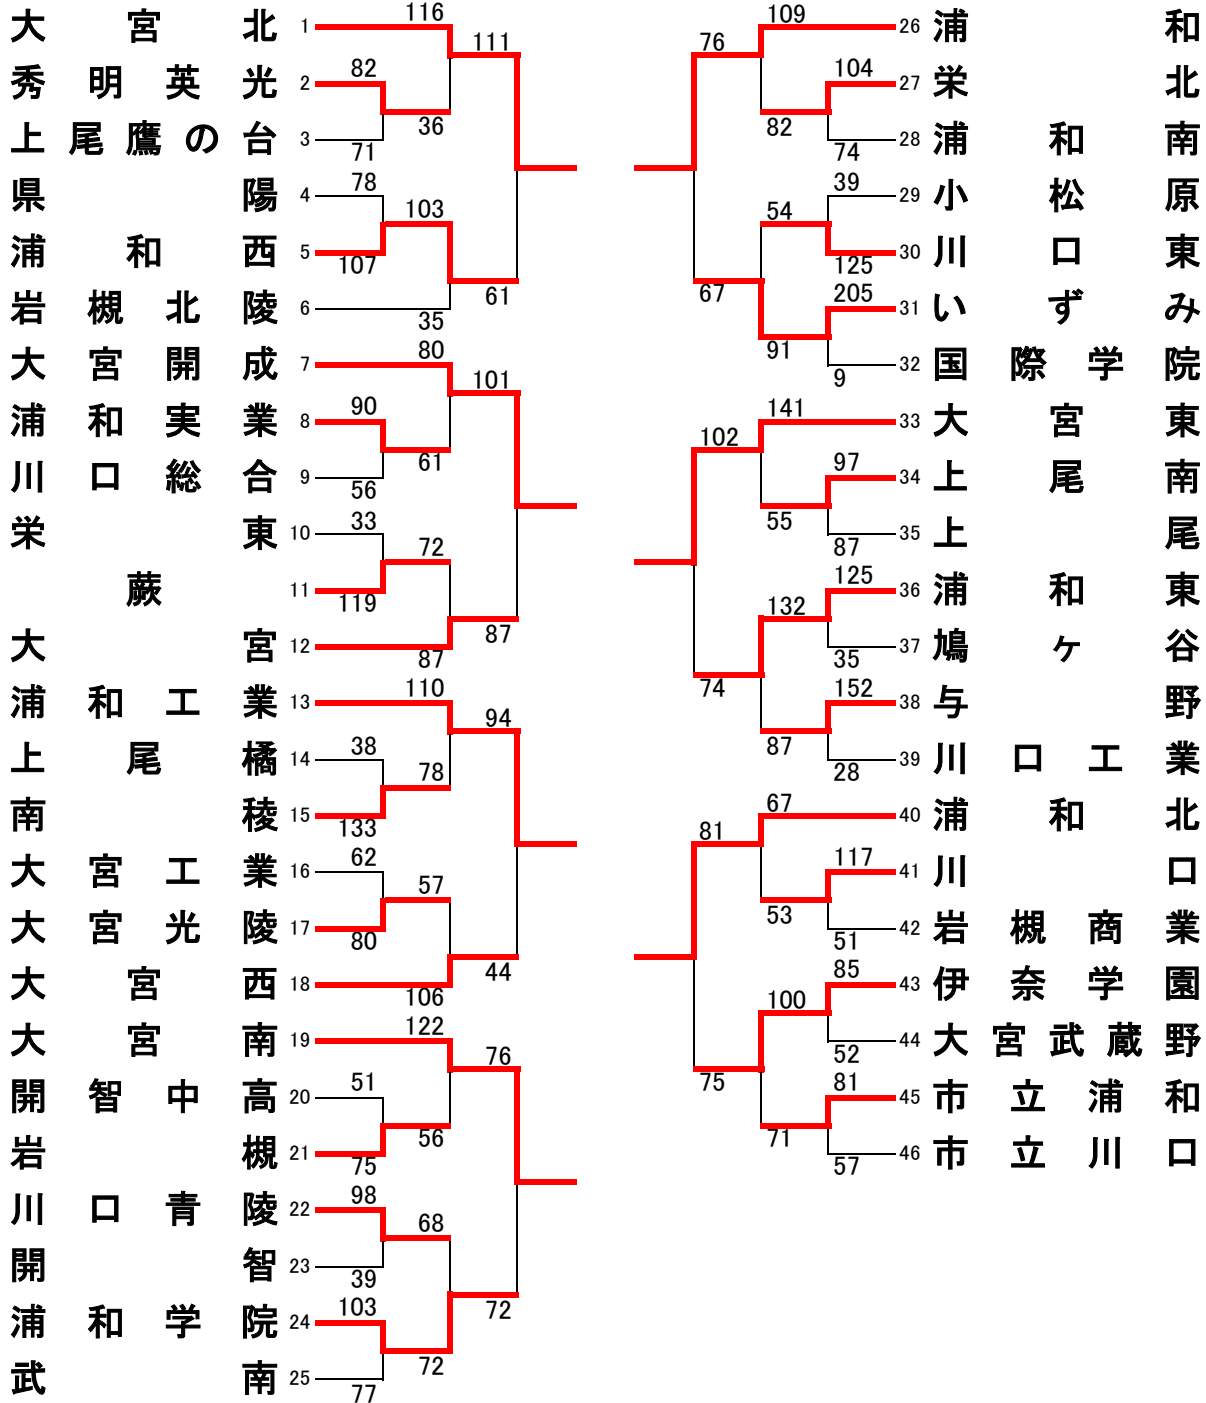 大宮北 1 116
111
秀明英光 2 82
36
上尾鷹の台 3 71
県陽 4 78
103
浦和西 5 107
61
岩槻北陵 6 35
大宮開成 7 80
101
浦和実業 8 90
61
川口総合 9 56
栄東 10 33
72
蕨 11 119
87
大宮 12 87
浦和工業 13 110
94
上尾橘 14 38
78
南稜 15 133
大宮工業 16 62
57
大宮光陵 17 80
44
大宮西 18 106
大宮南 19 122
76
開智中高 20 51
56
岩槻 21 75
川口青陵 22 98
68
開智 23 39
72
浦和学院 24 103
72
武南 25 77
109 26 浦和
76
104 27 栄北
82
74 28 浦和南
39 29 小松原
54
125 30 川口東
67
205 31 いずみ
91
9 32 国際学院
141 33 大宮東
102
97 34 上尾南
55
87 35 上尾
125 36 浦和東
132
35 37 鳩ヶ谷
74
152 38 与野
87
28 39 川口工業
67 40 浦和北
81
117 41 川口
53
51 42 岩槻商業
85 43 伊奈学園
100
52 44 大宮武蔵野
75
81 45 市立浦和
71
57 46 市立川口